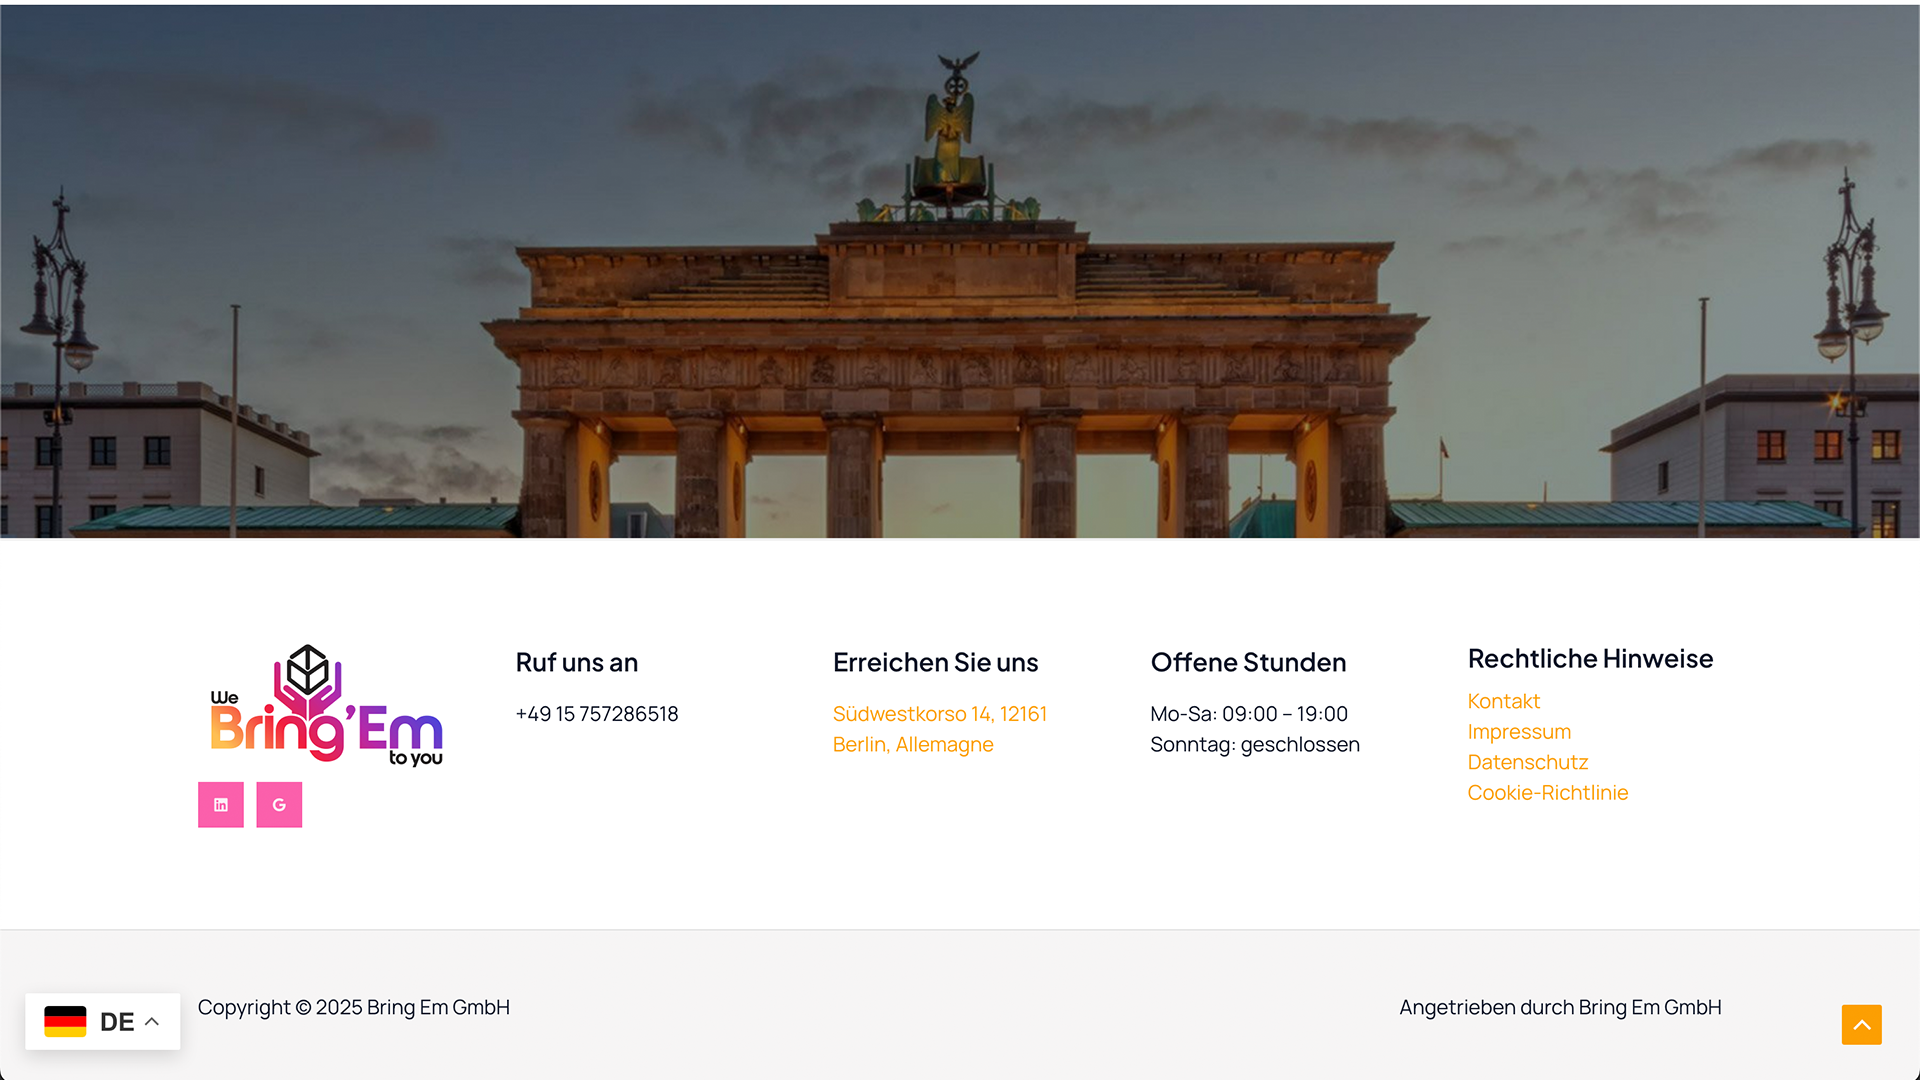 We
Bring'Em
to you
Ruf uns an
+49 15 757286518
Erreichen Sie uns
Südwestkorso 14, 12161
Berlin, Allemagne
Offene Stunden
Mo-Sa: 09:00 – 19:00
Sonntag: geschlossen
Rechtliche Hinweise
Kontakt
Impressum
Datenschutz
Cookie-Richtlinie
in
G
DE
Copyright © 2025 Bring Em GmbH
Angetrieben durch Bring Em GmbH